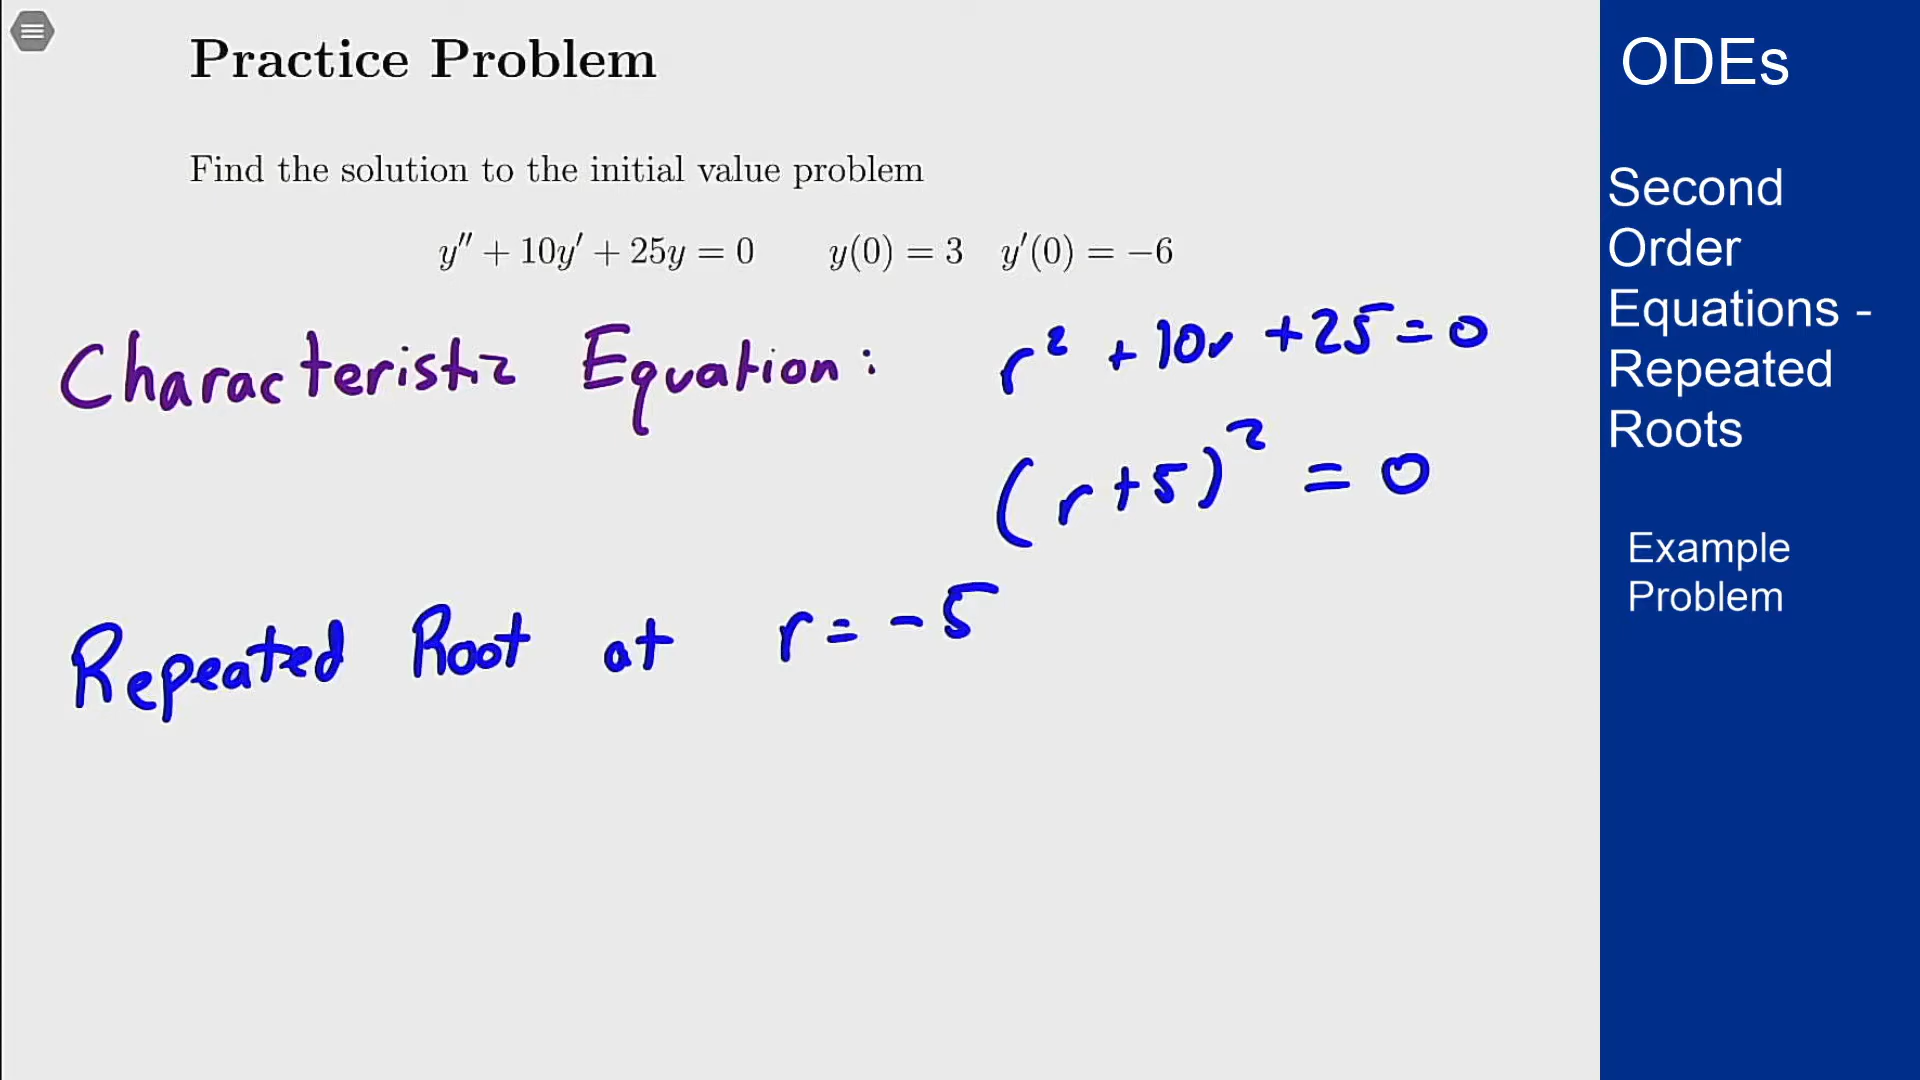 Practice Problem
Find the solution to the initial value problem
y″ + 10y′ + 25y = 0 y(0) = 3 y′(0) = −6
Characteristic Equation: r² + 10r + 25 = 0
(r+5)² = 0
Repeated Root at r = -5
ODEs
Second
Order
Equations -
Repeated
Roots
Example
Problem